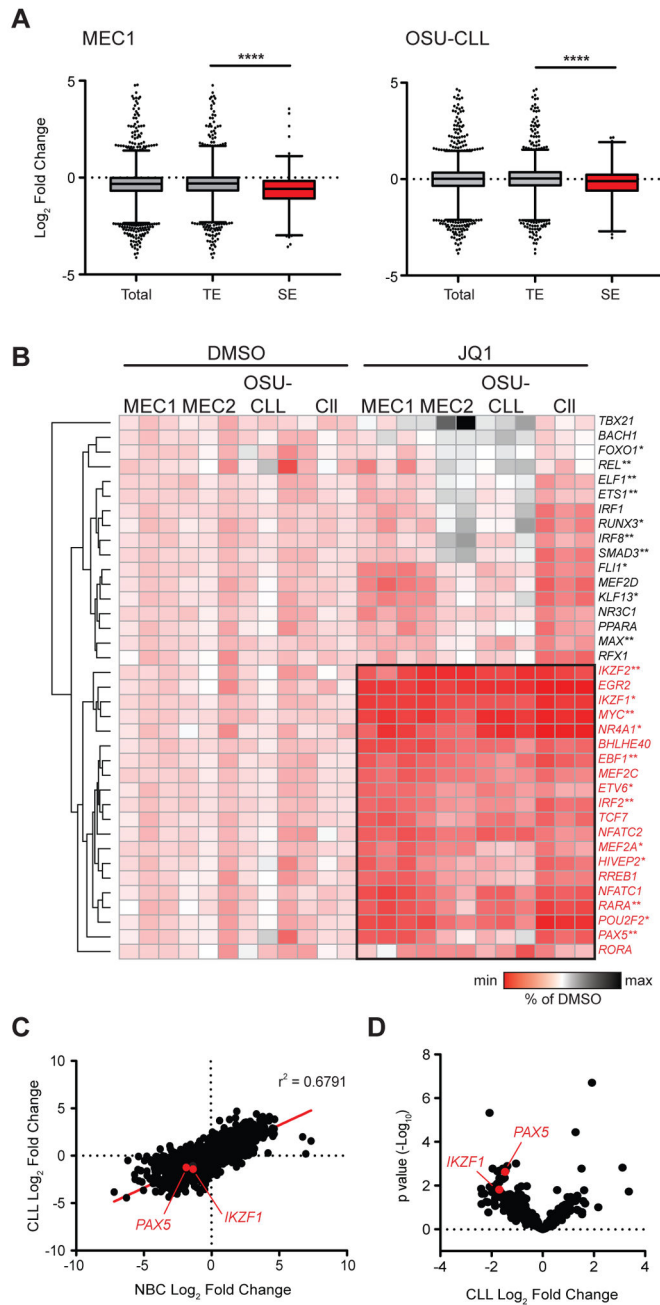 A
MEC1
OSU-CLL
****
****
5
0
-5
Log2 Fold Change
Total
TE
SE
5
0
-5
Total
TE
SE
B
DMSO
JQ1
MEC1 MEC2 OSU-CLL Cll
MEC1 MEC2 OSU-CLL Cll
TBX21
BACH1
FOXO1*
REL**
ELF1**
ETS1**
IRF1
RUNX3*
IRF8**
SMAD3**
FLI1*
MEF2D
KLF13*
NR3C1
PPARA
MAX**
RFX1
IKZF2**
EGR2
IKZF1*
MYC**
NR4A1*
BHLHE40
EBF1**
MEF2C
ETV6*
IRF2**
TCF7
NFATC2
MEF2A*
HIVEP2*
RREB1
NFATC1
RARA**
POU2F2*
PAX5**
RORA
min
max
% of DMSO
C
10
5
0
-5
-10
CLL Log2 Fold Change
r2 = 0.6791
PAX5
IKZF1
-10
-5
0
5
10
NBC Log2 Fold Change
D
8
6
4
2
0
p value (-Log10)
PAX5
IKZF1
-4
-2
0
2
4
CLL Log2 Fold Change